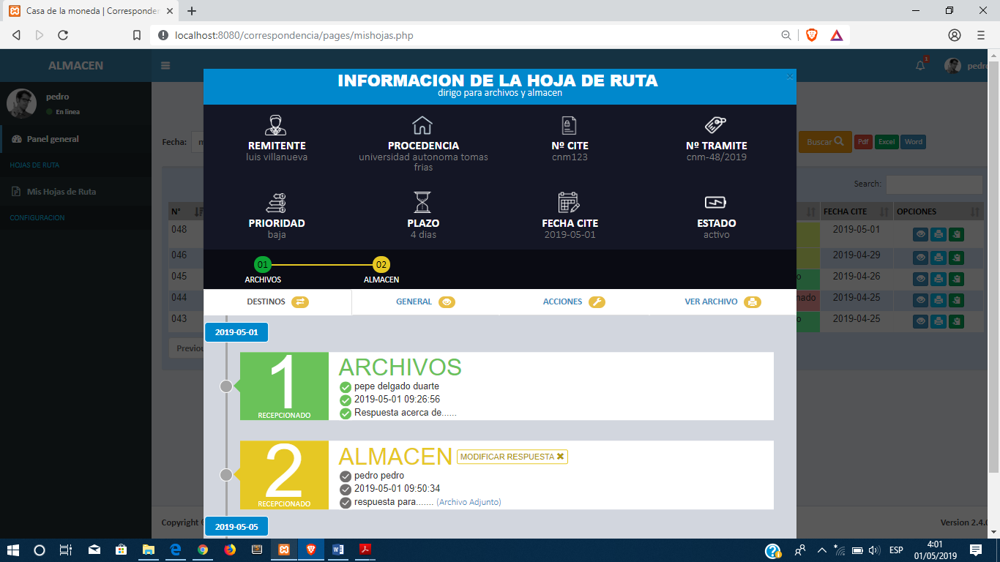 Casa de la moneda | Corresponden
localhost:8080/correspondencia/pages/mishojas.php
ALMACEN
1
pedro
pedro
En linea
Panel general
HOJAS DE RUTA
Mis Hojas de Ruta
CONFIGURACION
Fecha:
Buscar
Pdf
Excel
Word
Search:
N°
FECHA CITE
OPCIONES
048
2019-05-01
046
2019-04-29
045
2019-04-26
044
2019-04-25
043
2019-04-25
Previou
Copyright
Version 2.4.0
INFORMACION DE LA HOJA DE RUTA
dirigo para archivos y almacen
REMITENTE
luis villanueva
PROCEDENCIA
universidad autonoma tomas
frias
Nº CITE
cnm123
Nº TRAMITE
cnm-48/2019
PRIORIDAD
baja
PLAZO
4 dias
FECHA CITE
2019-05-01
ESTADO
activo
01
ARCHIVOS
02
ALMACEN
DESTINOS
GENERAL
ACCIONES
VER ARCHIVO
2019-05-01
1
RECEPCIONADO
ARCHIVOS
pepe delgado duarte
2019-05-01 09:26:56
Respuesta acerca de......
2
RECEPCIONADO
ALMACEN
MODIFICAR RESPUESTA
pedro pedro
2019-05-01 09:50:34
respuesta para....... (Archivo Adjunto)
2019-05-05
ESP
4:01
01/05/2019